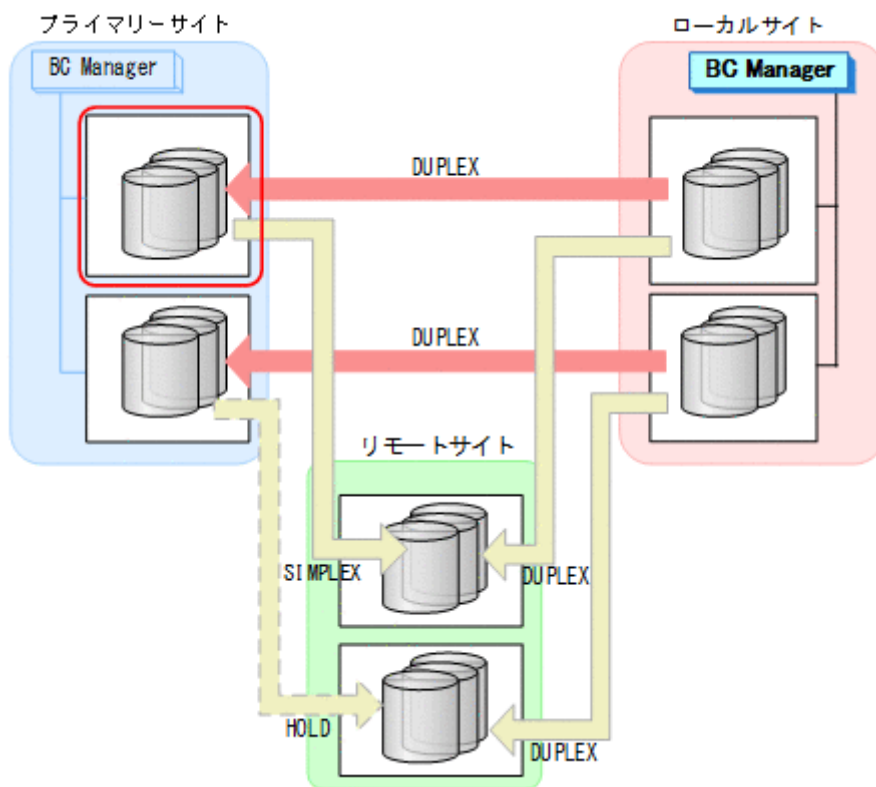 プライマリーサイト
ローカルサイト
BC Manager
BC Manager
DUPLEX
DUPLEX
リモートサイト
SIMPLEX
DUPLEX
HOLD
DUPLEX